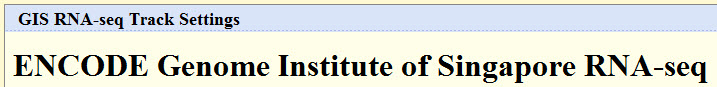 GIS RNA-seq Track Settings
ENCODE Genome Institute of Singapore RNA-seq